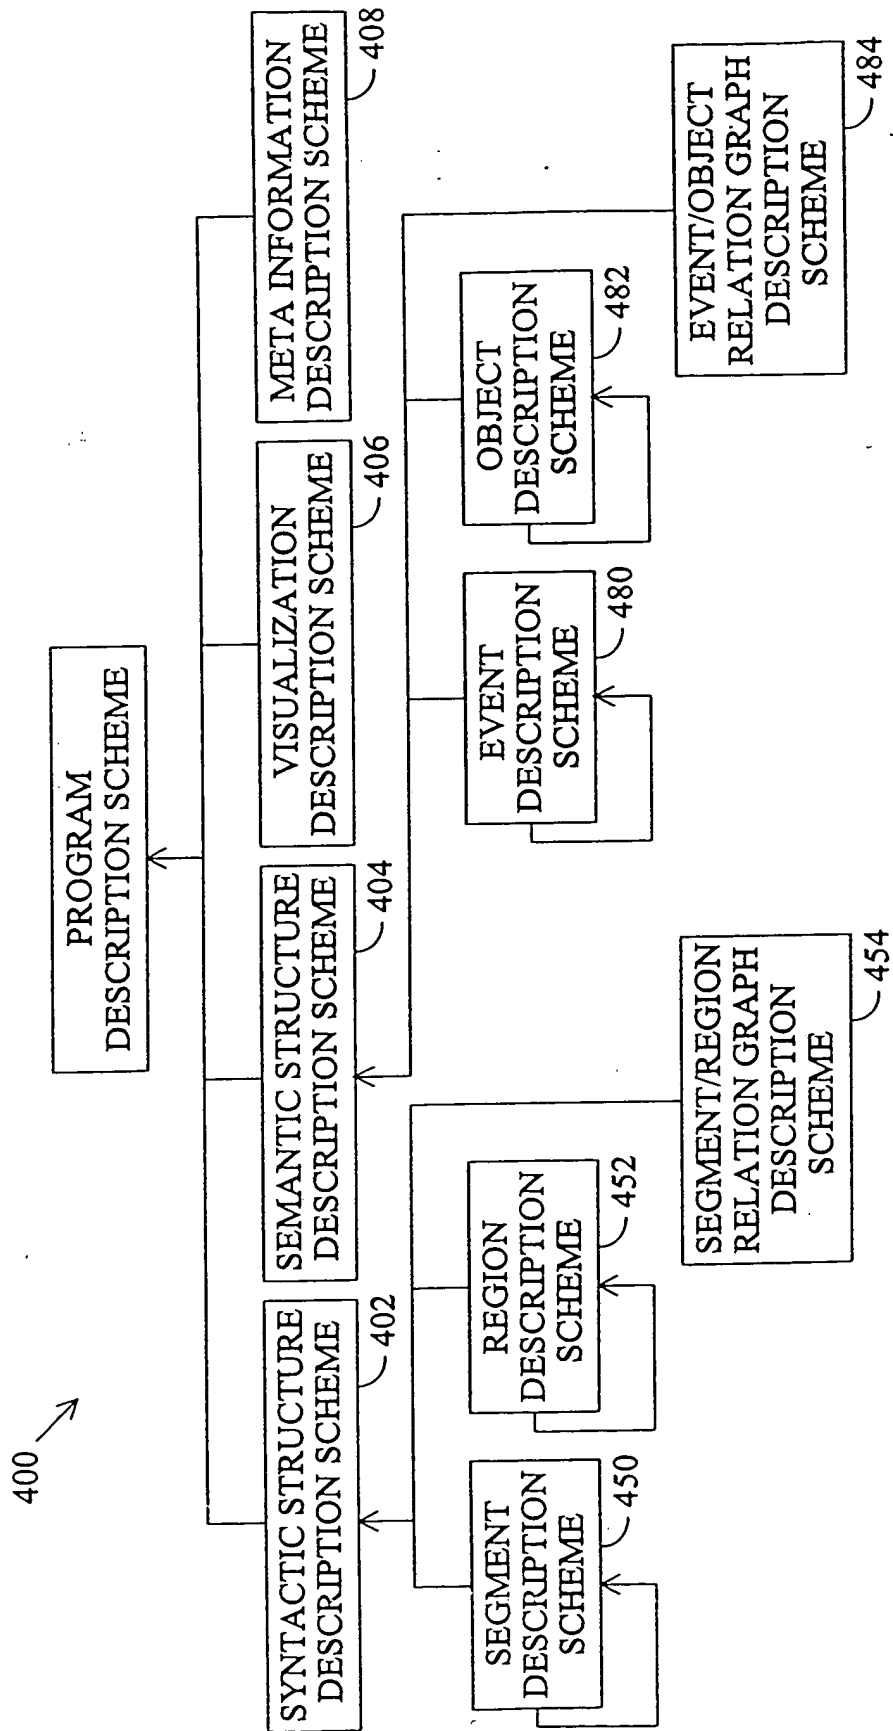 400
PROGRAM
DESCRIPTION SCHEME
SYNTACTIC STRUCTURE
DESCRIPTION SCHEME
402
SEMANTIC STRUCTURE
DESCRIPTION SCHEME
404
VISUALIZATION
DESCRIPTION SCHEME
406
META INFORMATION
DESCRIPTION SCHEME
408
SEGMENT
DESCRIPTION
SCHEME
450
REGION
DESCRIPTION
SCHEME
452
SEGMENT/REGION
RELATION GRAPH
DESCRIPTION
SCHEME
454
EVENT
DESCRIPTION
SCHEME
480
OBJECT
DESCRIPTION
SCHEME
482
EVENT/OBJECT
RELATION GRAPH
DESCRIPTION
SCHEME
484